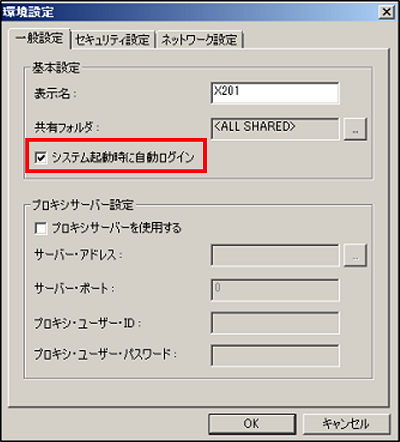 環境設定
一般設定 セキュリティ設定 ネットワーク設定
基本設定
表示名: X201
共有フォルダ: <ALL SHARED> ..
システム起動時に自動ログイン
プロキシサーバー設定
プロキシサーバーを使用する
サーバー・アドレス: ..
サーバー・ポート: 0
プロキシ・ユーザー・ID:
プロキシ・ユーザー・パスワード:
OK キャンセル